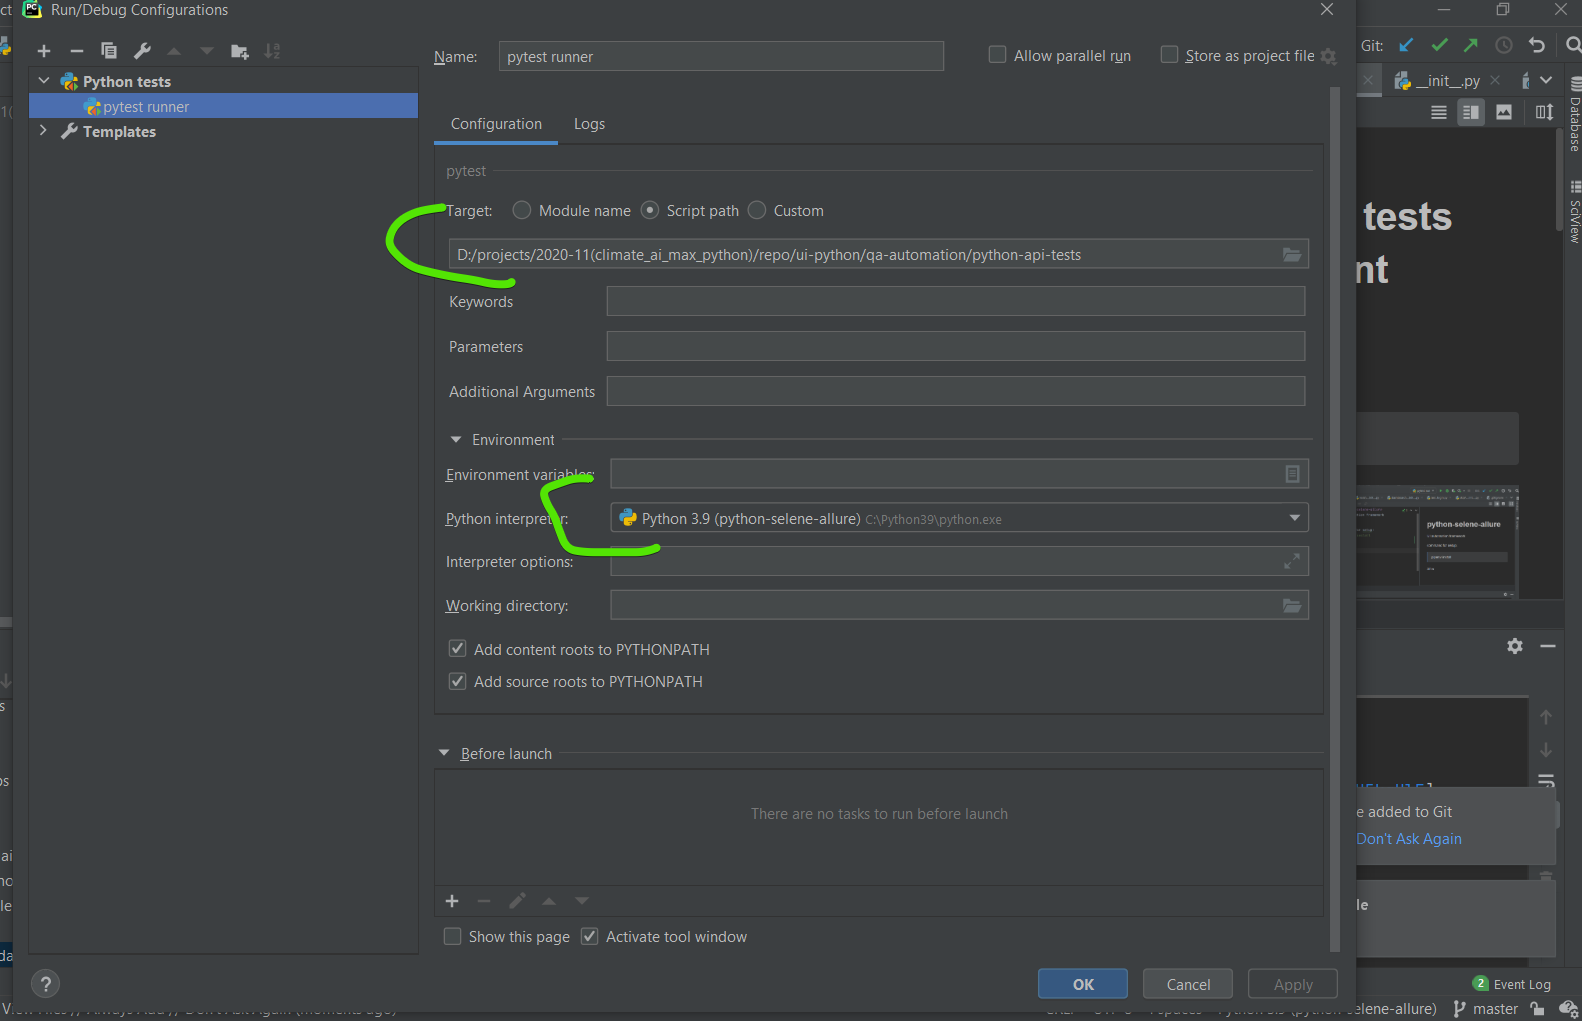 Run/Debug Configurations
Name: pytest runner
Allow parallel run
Store as project file
Python tests
pytest runner
Templates
Configuration Logs
pytest
Target: Module name Script path Custom
D:/projects/2020-11(climate_ai_max_python)/repo/ui-python/qa-automation/python-api-tests
Keywords
Parameters
Additional Arguments
Environment
Environment variables:
Python interpreter: Python 3.9 (python-selene-allure) C:\Python39\python.exe
Interpreter options:
Working directory:
Add content roots to PYTHONPATH
Add source roots to PYTHONPATH
Before launch
There are no tasks to run before launch
Show this page Activate tool window
? OK Cancel Apply
Git:
__init__.py
Database
SciView
tests
nt
python-selene-allure
e added to Git
Don't Ask Again
le
2 Event Log
selene-allure) master